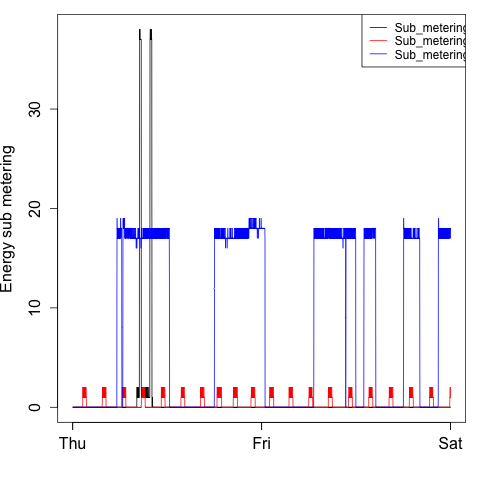 Sub_metering
Sub_metering
Sub_metering
Energy sub metering
0
10
20
30
Thu
Fri
Sat